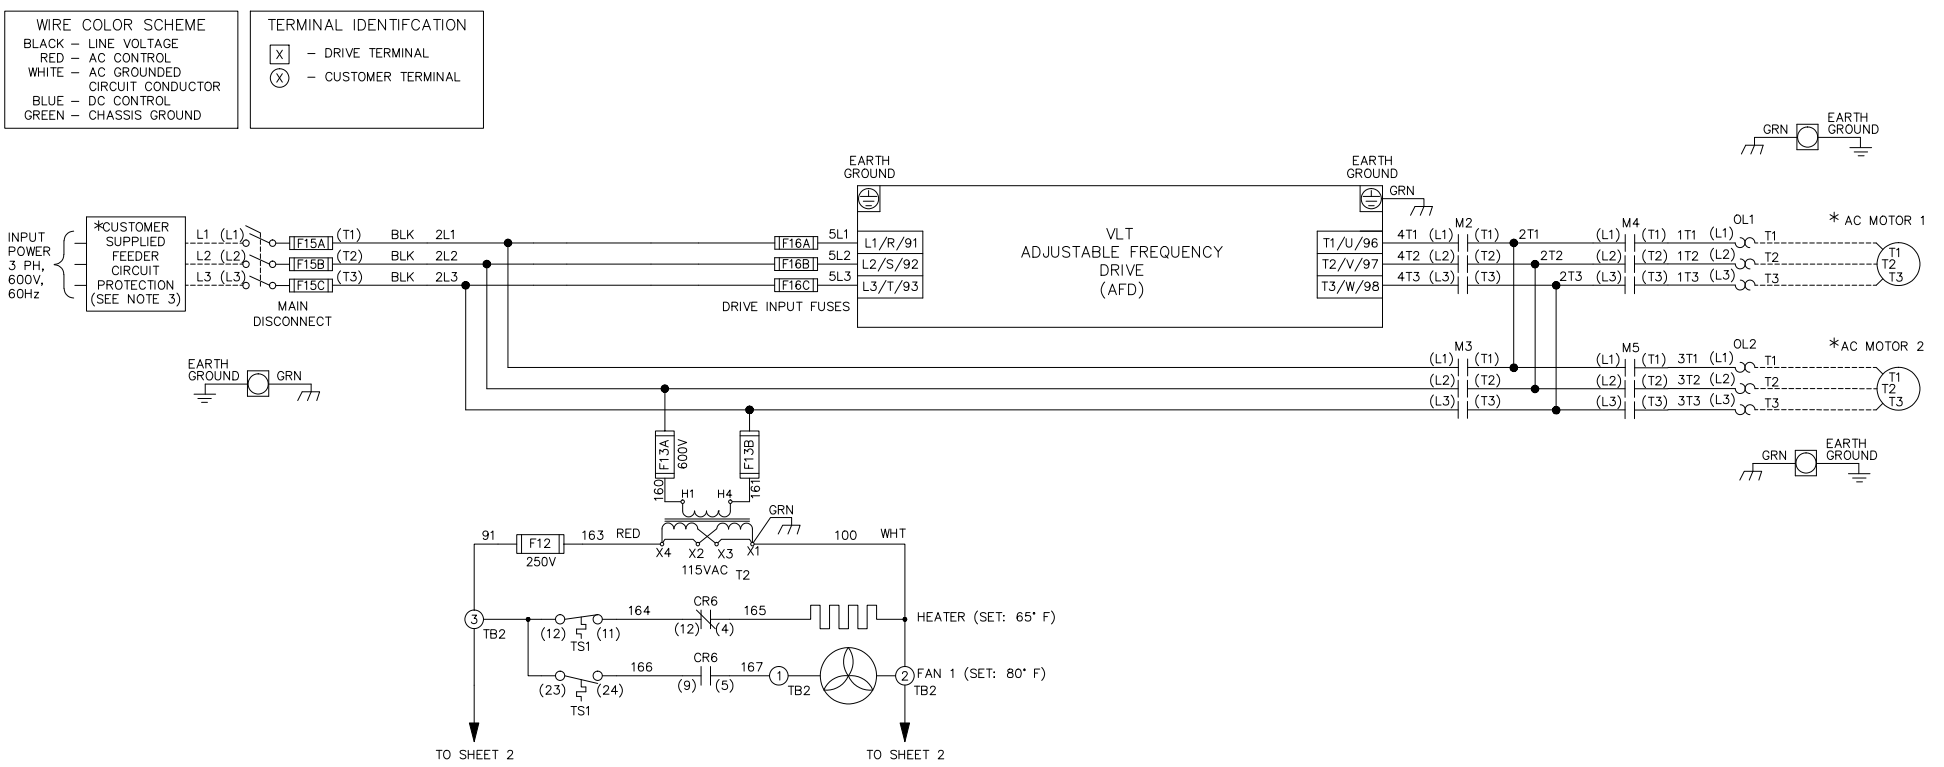 WIRE COLOR SCHEME
BLACK – LINE VOLTAGE
RED – AC CONTROL
WHITE – AC GROUNDED
CIRCUIT CONDUCTOR
BLUE – DC CONTROL
GREEN – CHASSIS GROUND
TERMINAL IDENTIFCATION
X – DRIVE TERMINAL
X – CUSTOMER TERMINAL
GRN
EARTH
GROUND
EARTH
GROUND
EARTH
GROUND
GRN
INPUT
POWER
3 PH,
600V,
60Hz
*CUSTOMER
SUPPLIED
FEEDER
CIRCUIT
PROTECTION
(SEE NOTE 3)
L1 (L1) F15A (T1) BLK 2L1 F16A 5L1 L1/R/91
L2 (L2) F15B (T2) BLK 2L2 F16B 5L2 L2/S/92
L3 (L3) F15C (T3) BLK 2L3 F16C 5L3 L3/T/93
MAIN
DISCONNECT
DRIVE INPUT FUSES
VLT
ADJUSTABLE FREQUENCY
DRIVE
(AFD)
M2 M4 OL1 * AC MOTOR 1
T1/U/96 4T1 (L1) (T1) 2T1 (L1) (T1) 1T1 (L1) T1 T1
T2/V/97 4T2 (L2) (T2) 2T2 (L2) (T2) 1T2 (L2) T2 T2
T3/W/98 4T3 (L3) (T3) 2T3 (L3) (T3) 1T3 (L3) T3 T3
M3 M5 OL2 *AC MOTOR 2
(L1) (T1) (L1) (T1) 3T1 (L1) T1 T1
(L2) (T2) (L2) (T2) 3T2 (L2) T2 T2
(L3) (T3) (L3) (T3) 3T3 (L3) T3 T3
EARTH
GROUND
GRN
GRN
EARTH
GROUND
F13A
600V
F13B
160
161
H1 H4
GRN
91 F12 163 RED
250V
X4 X2 X3 X1
100 WHT
115VAC T2
3
TB2
(12) (11)
TS1
164 CR6 165
(12) (4)
HEATER (SET: 65° F)
(23) (24)
TS1
166 CR6 167
(9) (5)
1
TB2
2
TB2
FAN 1 (SET: 80° F)
TO SHEET 2
TO SHEET 2